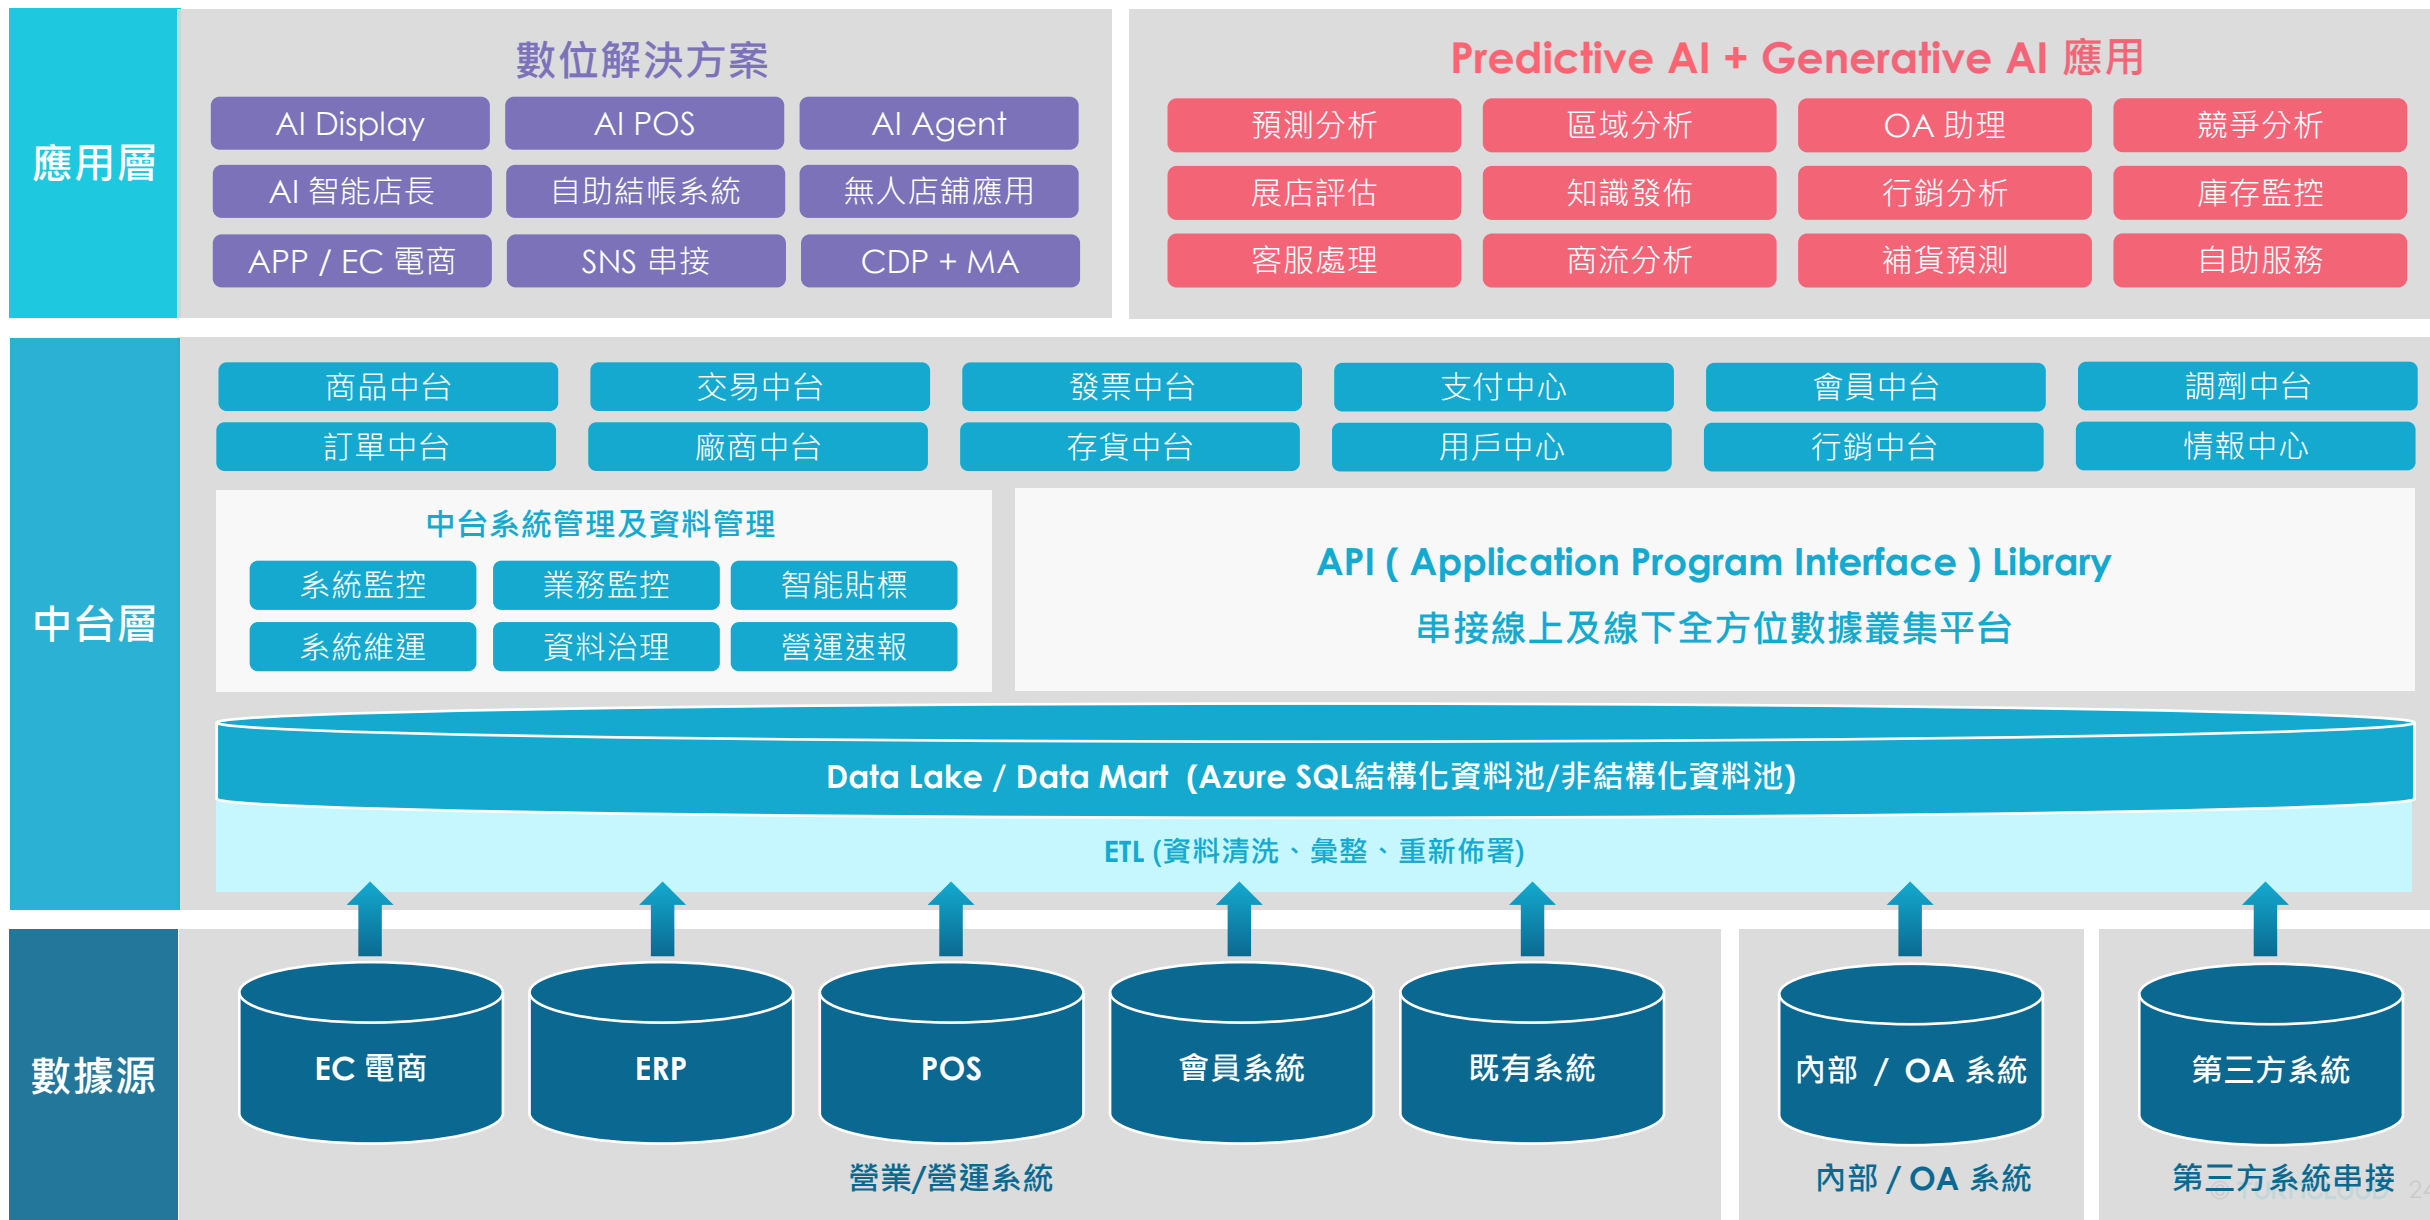 應用層
數位解決方案
AI Display
AI POS
AI Agent
AI 智能店長
自助結帳系統
無人店舖應用
APP / EC 電商
SNS 串接
CDP + MA
Predictive AI + Generative AI 應用
預測分析
區域分析
OA 助理
競爭分析
展店評估
知識發佈
行銷分析
庫存監控
客服處理
商流分析
補貨預測
自助服務
中台層
商品中台
交易中台
發票中台
支付中心
會員中台
調劑中台
訂單中台
廠商中台
存貨中台
用戶中心
行銷中台
情報中心
中台系統管理及資料管理
系統監控
業務監控
智能貼標
系統維運
資料治理
營運速報
API ( Application Program Interface ) Library
串接線上及線下全方位數據叢集平台
Data Lake / Data Mart (Azure SQL結構化資料池/非結構化資料池)
ETL (資料清洗、彙整、重新佈署)
數據源
EC 電商
ERP
POS
會員系統
既有系統
內部 / OA 系統
第三方系統
營業/營運系統
內部 / OA 系統
第三方系統串接